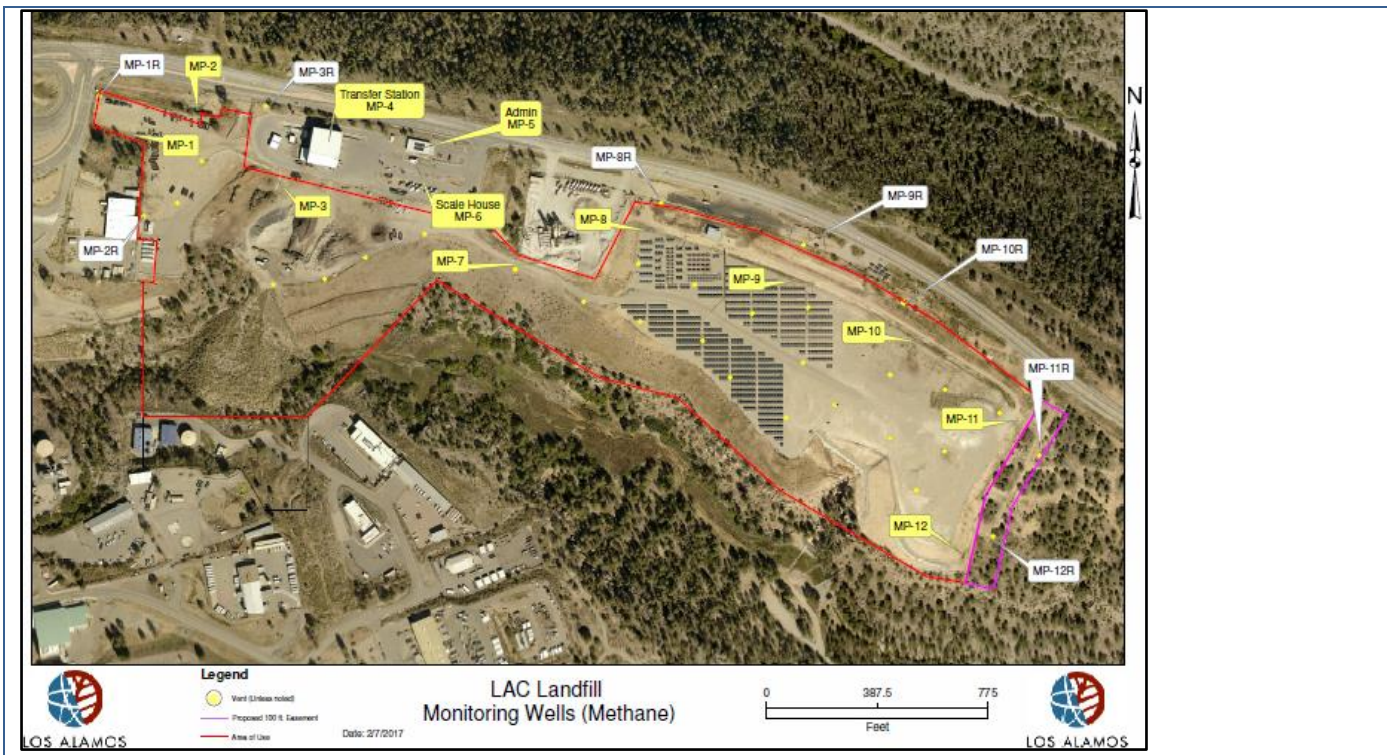 MP-1R
MP-2
MP-3R
Transfer Station
MP-4
Admin
MP-5
N
MP-1
MP-8R
MP-9R
MP-3
Scale House
MP-6
MP-8
MP-2R
MP-7
MP-10R
MP-9
MP-10
MP-11R
MP-11
MP-12
MP-12R
Legend
Vent (Unless noted)
Proposed 100 ft. Easement
Area of Use
LOS ALAMOS
Date: 2/7/2017
LAC Landfill
Monitoring Wells (Methane)
0 387.5 775
Feet
LOS ALAMOS